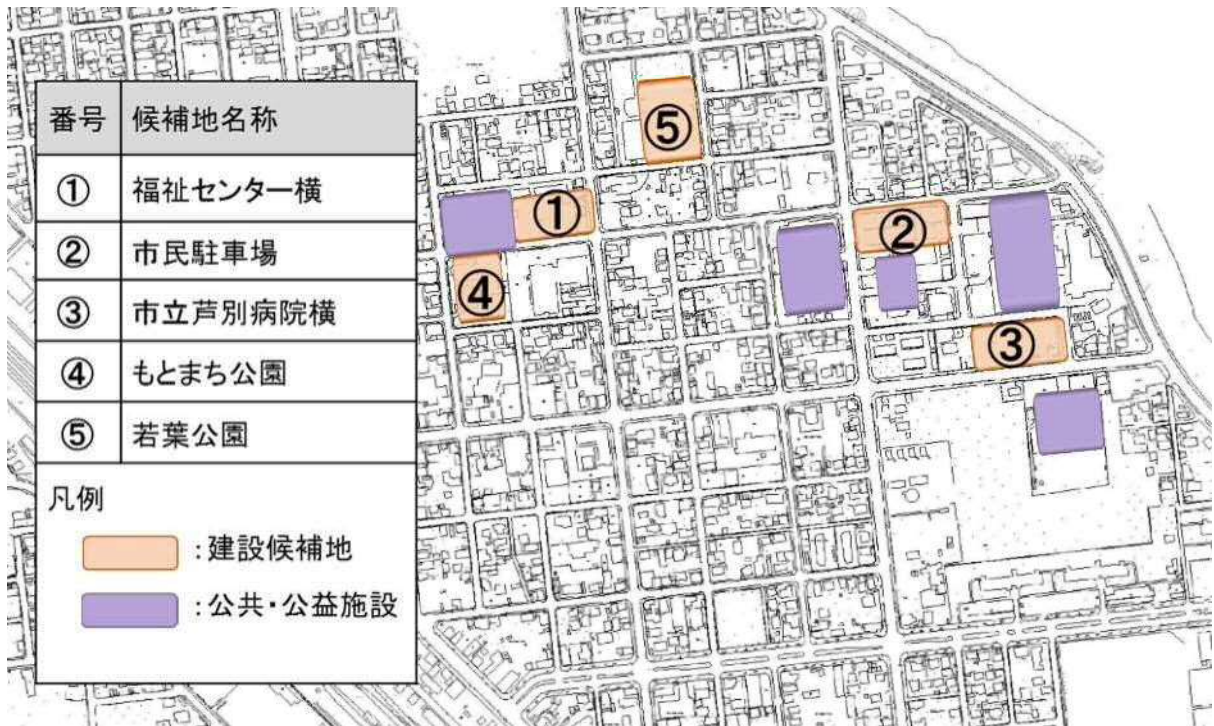 番号 候補地名称
① 福祉センター横
② 市民駐車場
③ 市立芦別病院横
④ もとまち公園
⑤ 若葉公園
凡例
：建設候補地
：公共・公益施設
⑤
①
②
④
③